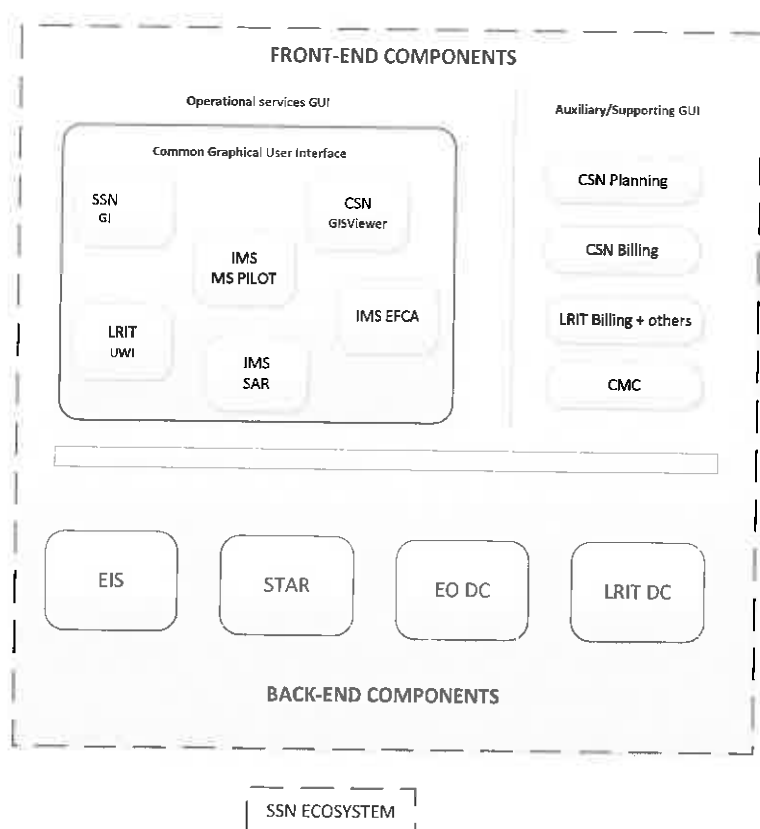 FRONT-END COMPONENTS
Operational services GUI
Auxiliary/Supporting GUI
Common Graphical User Interface
SSN
GI
CSN
GISViewer
IMS
MS PILOT
LRIT
UWI
IMS
SAR
IMS EFCA
CSN Planning
CSN Billing
LRIT Billing + others
CMC
EIS
STAR
EO DC
LRIT DC
BACK-END COMPONENTS
SSN ECOSYSTEM